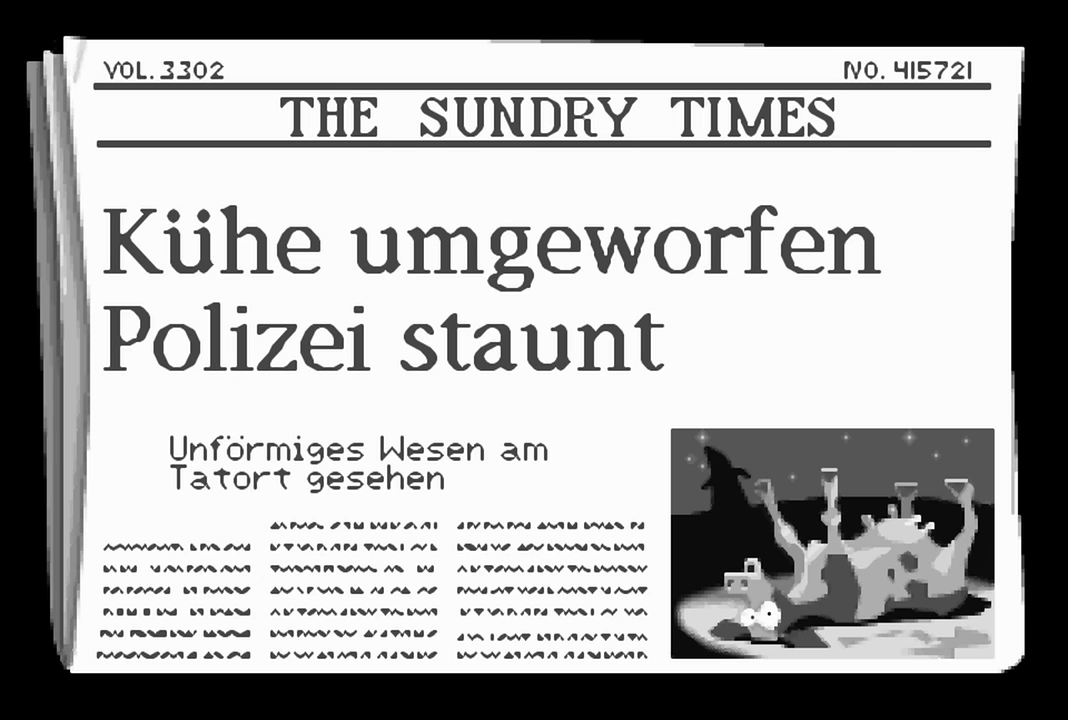 VOL. 3302 NO. 415721
THE SUNDRY TIMES
Kühe umgeworfen
Polizei staunt
Unförmiges Wesen am
Tatort gesehen